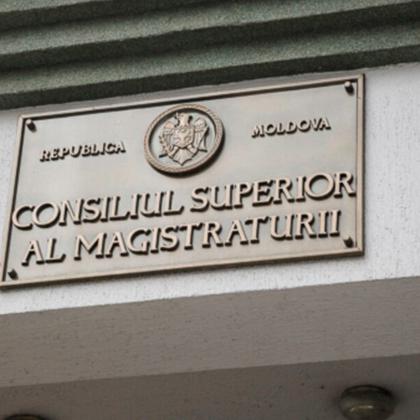 REPUBLICA MOLDOVA
CONSILIUL SUPERIOR
AL MAGISTRATURII